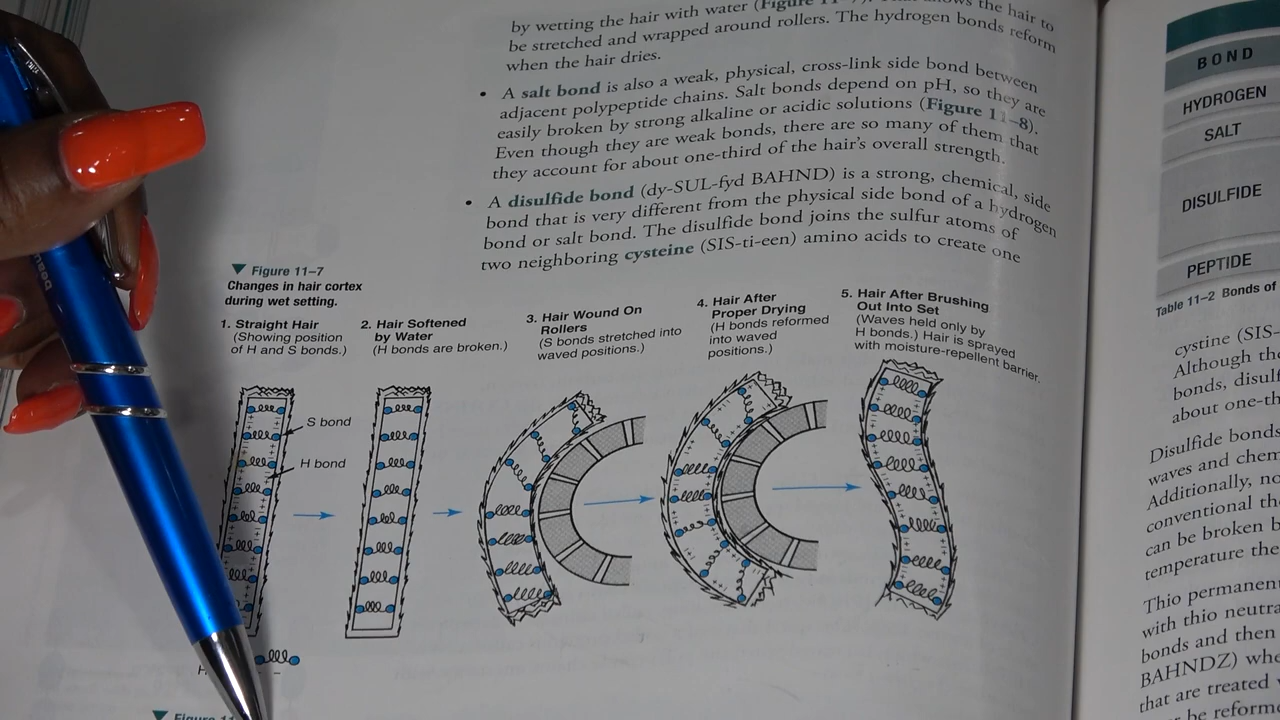 by wetting the hair with water (Figure 11 the hair to
be stretched and wrapped around rollers. The hydrogen bonds reform
when the hair dries.
• A salt bond is also a weak, physical, cross-link side bond between
adjacent polypeptide chains. Salt bonds depend on pH, so they are
easily broken by strong alkaline or acidic solutions (Figure 11–8).
Even though they are weak bonds, there are so many of them that
they account for about one-third of the hair's overall strength.
• A disulfide bond (dy-SUL-fyd BAHND) is a strong, chemical, side
bond that is very different from the physical side bond of a hydrogen
bond or salt bond. The disulfide bond joins the sulfur atoms of
two neighboring cysteine (SIS-ti-een) amino acids to create one
▼ Figure 11–7
Changes in hair cortex
during wet setting.
1. Straight Hair
(Showing position
of H and S bonds.)
2. Hair Softened
by Water
(H bonds are broken.)
3. Hair Wound On
Rollers
(S bonds stretched into
waved positions.)
4. Hair After
Proper Drying
(H bonds reformed
into waved
positions.)
5. Hair After Brushing
Out Into Set
(Waves held only by
H bonds.) Hair is sprayed
with moisture-repellent barrier.
S bond
H bond
▼ Figure 11
BOND
HYDROGEN
SALT
DISULFIDE
PEPTIDE
Table 11–2 Bonds of
cystine (SIS-
Although the
bonds, disulf
about one-th
Disulfide bonds
waves and chem
Additionally, no
conventional th
can be broken b
temperature the
Thio permanent
with thio neutra
bonds and then
BAHNDZ) whe
that are treated
be reforme